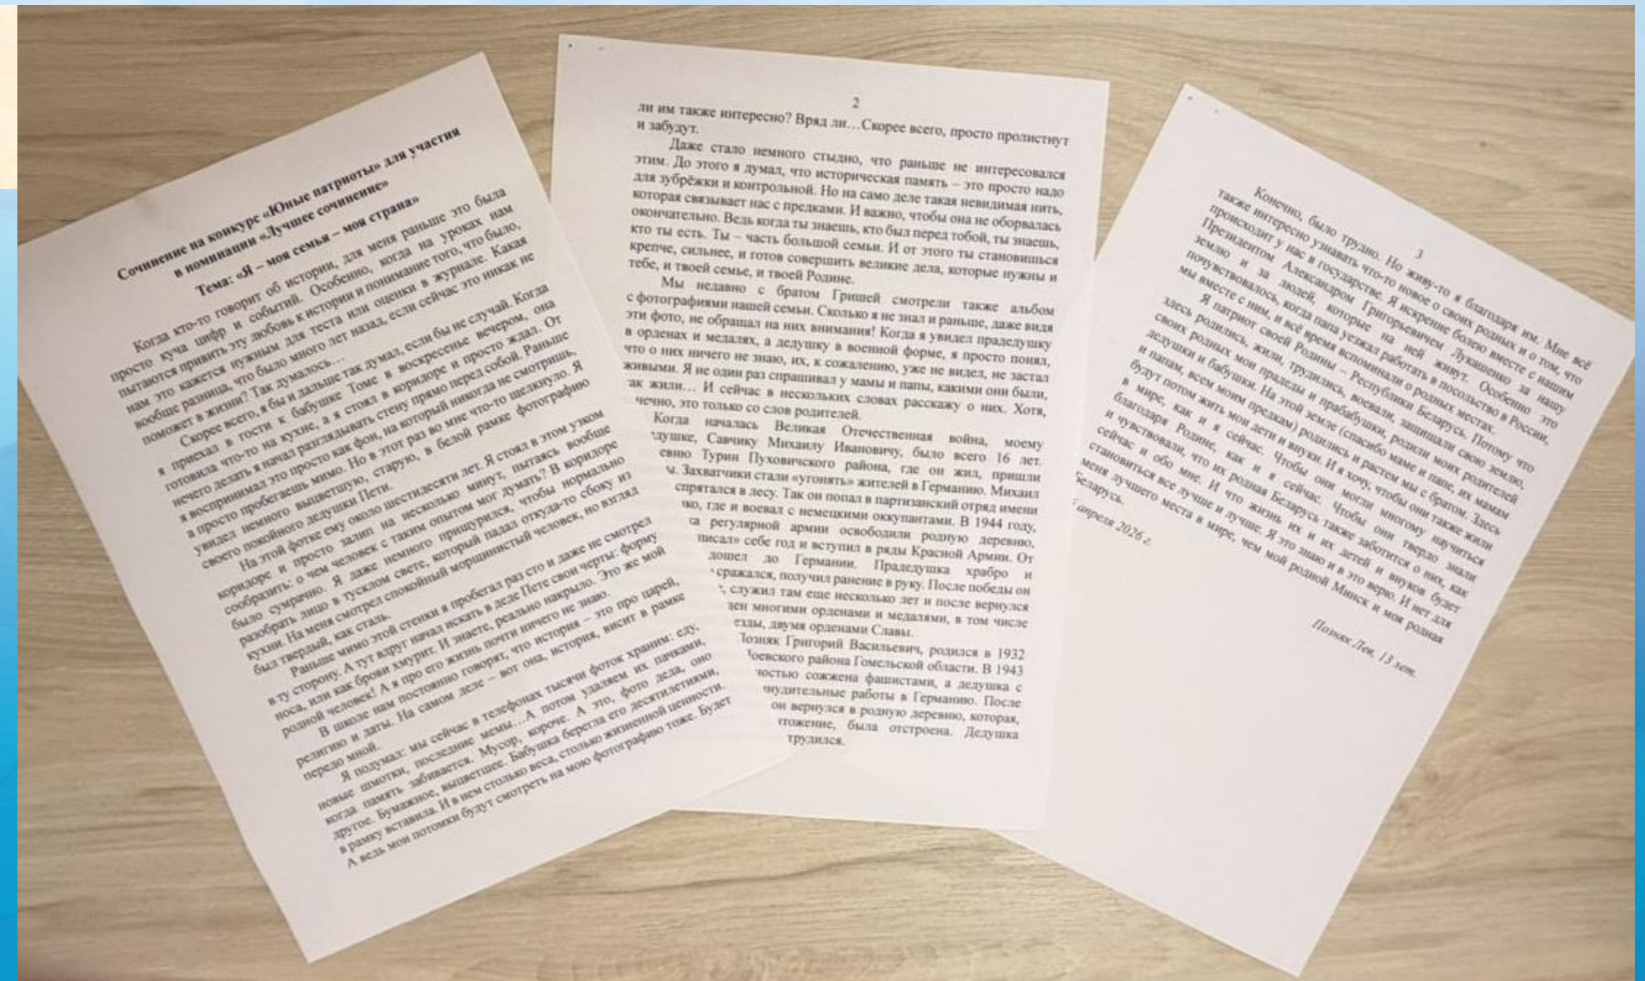 Сочинение на конкурс «Юные патриоты» для участия
в номинации «Лучшее сочинение»
Тема: «Я – моя семья – моя страна»
Когда кто-то говорит об истории, для меня раньше это была
просто куча цифр и событий. Особенно, когда на уроках нам
пытаются привить эту любовь к истории и понимание того, что было,
нам это кажется нужным для теста или оценки в журнале. Какая
вообще разница, что было много лет назад, если сейчас это никак не
поможет в жизни? Так думалось…
Скорее всего, я бы и дальше так думал, если бы не случай. Когда
я приехал в гости к бабушке Томе в воскресенье вечером, она
готовила что-то на кухне, а я стоял в коридоре и просто ждал. От
нечего делать я начал разглядывать стену прямо перед собой. Раньше
я воспринимал это просто как фон, на который никогда не смотришь,
а просто пробегаешь мимо. Но в этот раз во мне что-то щелкнуло. Я
увидел немного выцветшую, старую, в белой рамке фотографию
своего покойного дедушки Пети.
На этой фотке ему около шестидесяти лет. Я стоял в этом узком
коридоре и просто залип на несколько минут, пытаясь вообще
сообразить: о чем человек с таким опытом мог думать? В коридоре
было сумрачно. Я даже немного прищурился, чтобы нормально
разобрать лицо в тусклом свете, который падал откуда-то сбоку из
кухни. На меня смотрел спокойный морщинистый человек, но взгляд
был твердый, как сталь.
Раньше мимо этой стенки я пробегал раз сто и даже не смотрел
в ту сторону. А тут вдруг начал искать в деде Пете свои черты: форму
носа, или как брови хмурит. И знаете, реально накрыло. Это же мой
родной человек! А я про его жизнь почти ничего не знаю.
В школе нам постоянно говорят, что история – это про царей,
религию и даты. На самом деле – вот она, история, висит в рамке
передо мной.
Я подумал: мы сейчас в телефонах тысячи фоток храним: еду,
новые шмотки, последние мемы…А потом удаляем их пачками,
когда память забивается. Мусор, короче. А это, фото деда, оно
другое. Бумажное, выцветшее. Бабушка берегла его десятилетиями,
в рамку вставила. И в нем столько веса, столько жизненной ценности.
А ведь мои потомки будут смотреть на мою фотографию тоже. Будет
2
ли им также интересно? Вряд ли…Скорее всего, просто пролистнут
и забудут.
Даже стало немного стыдно, что раньше не интересовался
этим. До этого я думал, что историческая память – это просто надо
для зубрёжки и контрольной. Но на само деле такая невидимая нить,
которая связывает нас с предками. И важно, чтобы она не оборвалась
окончательно. Ведь когда ты знаешь, кто был перед тобой, ты знаешь,
кто ты есть. Ты – часть большой семьи. И от этого ты становишься
крепче, сильнее, и готов совершить великие дела, которые нужны и
тебе, и твоей семье, и твоей Родине.
Мы недавно с братом Гришей смотрели также альбом
с фотографиями нашей семьи. Сколько я не знал и раньше, даже видя
эти фото, не обращал на них внимания! Когда я увидел прадедушку
в орденах и медалях, а дедушку в военной форме, я просто понял,
что о них ничего не знаю, их, к сожалению, уже не видел, не застал
живыми. Я не один раз спрашивал у мамы и папы, какими они были,
ак жили… И сейчас в нескольких словах расскажу о них. Хотя,
нечно, это только со слов родителей.
Когда началась Великая Отечественная война, моему
душке, Савчику Михаилу Ивановичу, было всего 16 лет.
евню Турин Пуховичского района, где он жил, пришли
ы. Захватчики стали «угонять» жителей в Германию. Михаил
спрятался в лесу. Так он попал в партизанский отряд имени
ко, где и воевал с немецкими оккупантами. В 1944 году,
ка регулярной армии освободили родную деревню,
писал» себе год и вступил в ряды Красной Армии. От
дошел до Германии. Прадедушка храбро и
сражался, получил ранение в руку. После победы он
, служил там еще несколько лет и после вернулся
ден многими орденами и медалями, в том числе
езды, двумя орденами Славы.
Позняк Григорий Васильевич, родился в 1932
Лоевского района Гомельской области. В 1943
ностью сожжена фашистами, а дедушка с
нудительные работы в Германию. После
он вернулся в родную деревню, которая,
тожение, была отстроена. Дедушка
трудился.
3
Конечно, было трудно. Но живу-то я благодаря им. Мне всё
также интересно узнавать что-то новое о своих родных и о том, что
происходит у нас в государстве. Я искренне болею вместе с нашим
Президентом Александром Григорьевичем Лукашенко за нашу
землю и за людей, которые на ней живут. Особенно это
почувствовалось, когда папа уезжал работать в посольство в России,
мы вместе с ним, и всё время вспоминали о родных местах.
Я патриот своей Родины – Республики Беларусь. Потому что
здесь родились, жили, трудились, воевали, защищали свою землю,
своих родных мои прадеды и прабабушки, родили моих родителей
дедушки и бабушки. На этой земле (спасибо маме и папе, их мамам
и папам, всем моим предкам) родились и растем мы с братом. Здесь
будут потом жить мои дети и внуки. И я хочу, чтобы они также жили
в мире, как и я сейчас. Чтобы они могли многому научиться
благодаря Родине, как и я сейчас. Чтобы они твердо знали
и чувствовали, что их родная Беларусь также заботится о них, как
сейчас и обо мне. И что жизнь их и их детей и внуков будет
становиться все лучше и лучше. Я это знаю и в это верю. И нет для
меня лучшего места в мире, чем мой родной Минск и моя родная
Беларусь.
апреля 2026 г.
Позняк Лев, 13 лет.